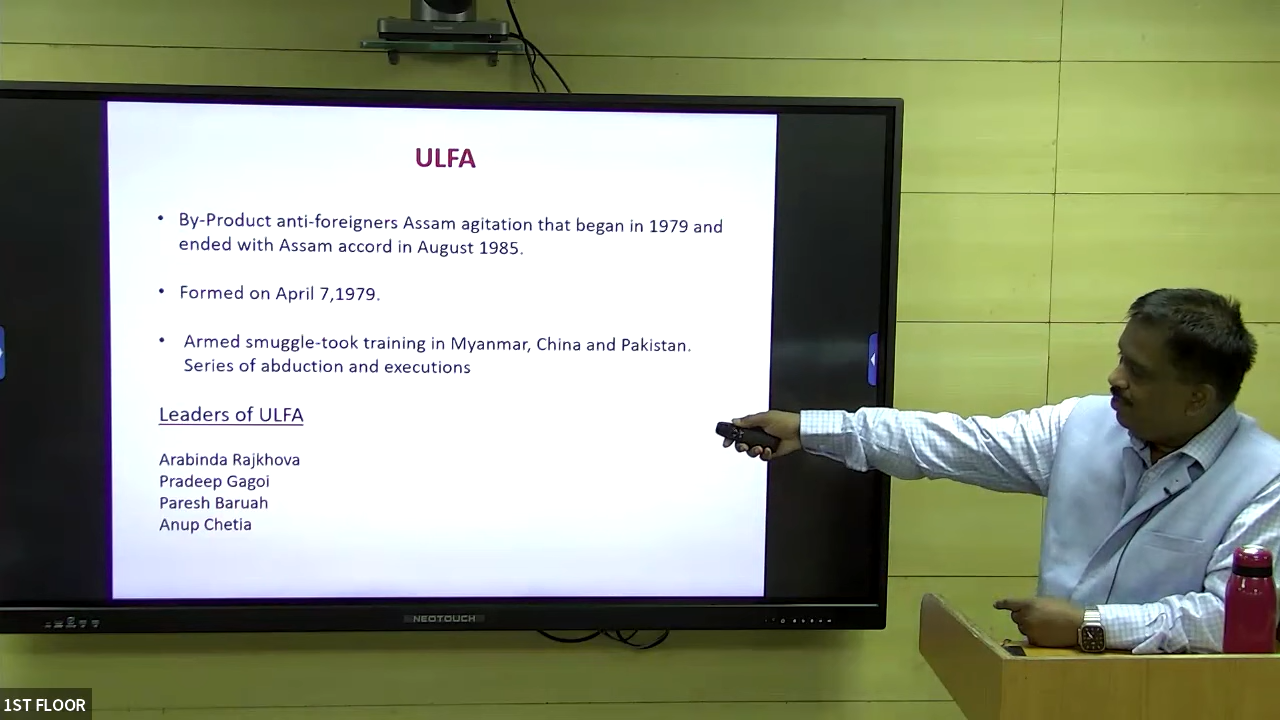 ULFA
• By-Product anti-foreigners Assam agitation that began in 1979 and
ended with Assam accord in August 1985.
• Formed on April 7,1979.
• Armed smuggle-took training in Myanmar, China and Pakistan.
Series of abduction and executions
Leaders of ULFA
Arabinda Rajkhova
Pradeep Gagoi
Paresh Baruah
Anup Chetia
NEOTOUCH
1ST FLOOR